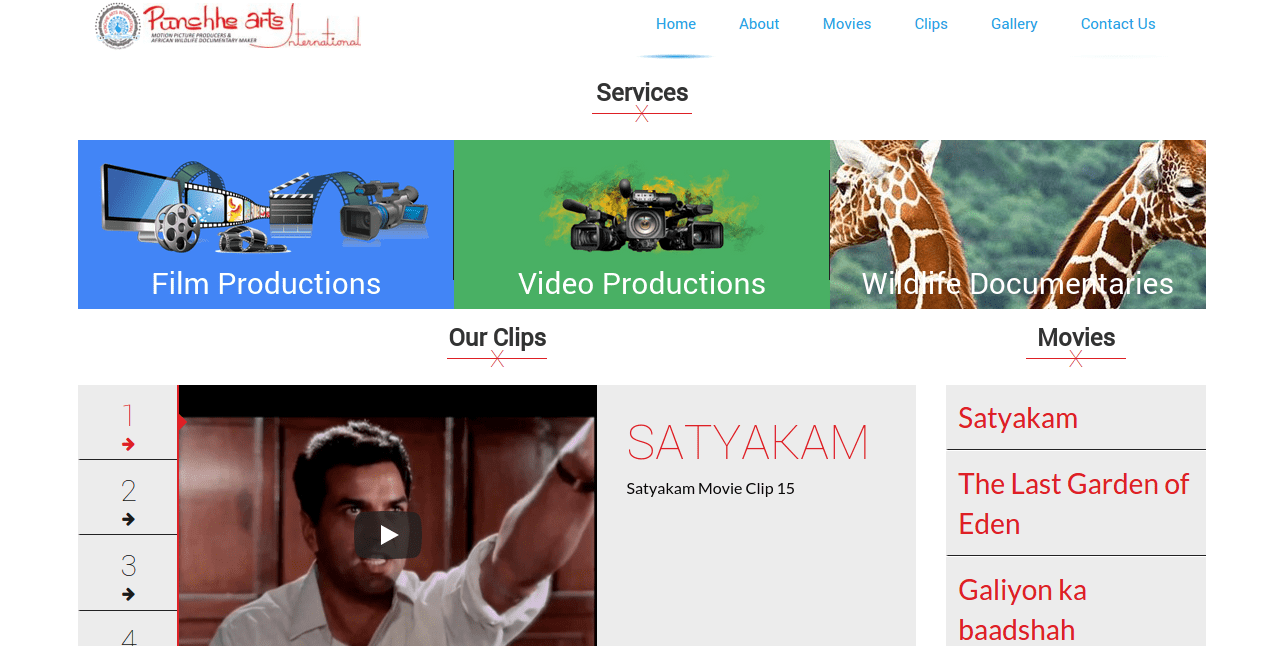 Panchhe arts
International
MOTION PICTURE PRODUCERS &
AFRICAN WILDLIFE DOCUMENTARY MAKER
Home About Movies Clips Gallery Contact Us
Services
Film Productions
Video Productions
Wildlife Documentaries
Our Clips
Movies
1
2
3
4
SATYAKAM
Satyakam Movie Clip 15
Satyakam
The Last Garden of
Eden
Galiyon ka
baadshah